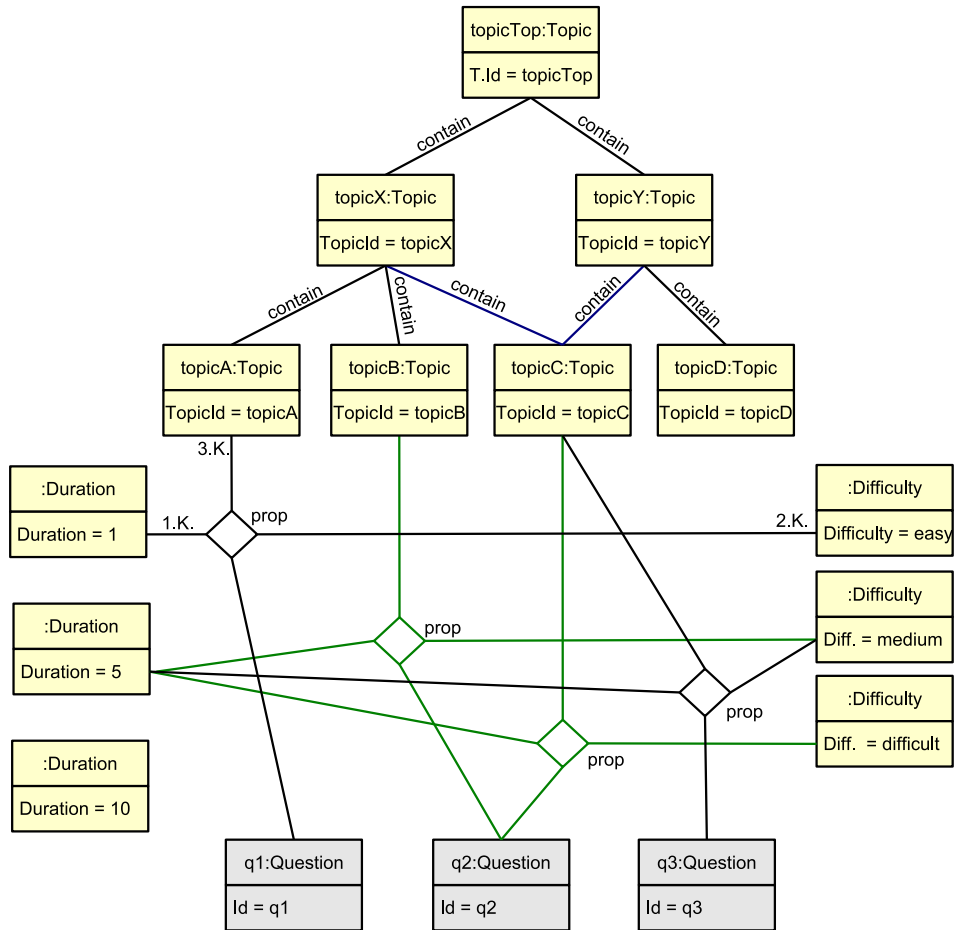 topicTop:Topic
T.Id = topicTop
contain
contain
topicX:Topic
TopicId = topicX
topicY:Topic
TopicId = topicY
contain
contain
contain
contain
contain
topicA:Topic
TopicId = topicA
topicB:Topic
TopicId = topicB
topicC:Topic
TopicId = topicC
topicD:Topic
TopicId = topicD
3.K.
:Duration
Duration = 1
1.K.
prop
2.K.
:Difficulty
Difficulty = easy
:Duration
Duration = 5
prop
:Difficulty
Diff. = medium
prop
:Difficulty
Diff. = difficult
prop
:Duration
Duration = 10
q1:Question
Id = q1
q2:Question
Id = q2
q3:Question
Id = q3